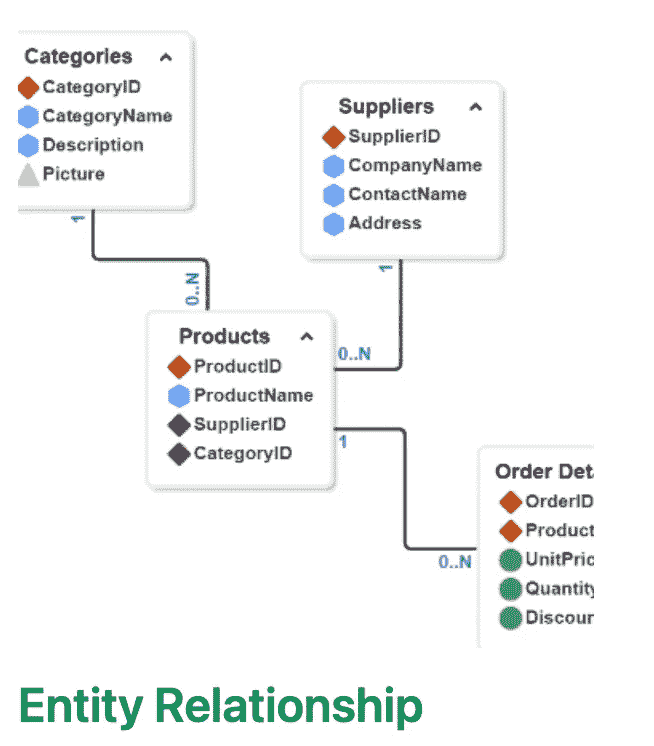 Categories
CategoryID
CategoryName
Description
Picture
1
0..N
Suppliers
SupplierID
CompanyName
ContactName
Address
1
0..N
Products
ProductID
ProductName
SupplierID
CategoryID
1
0..N
Order Deta
OrderID
Product
UnitPric
Quantity
Discour
Entity Relationship